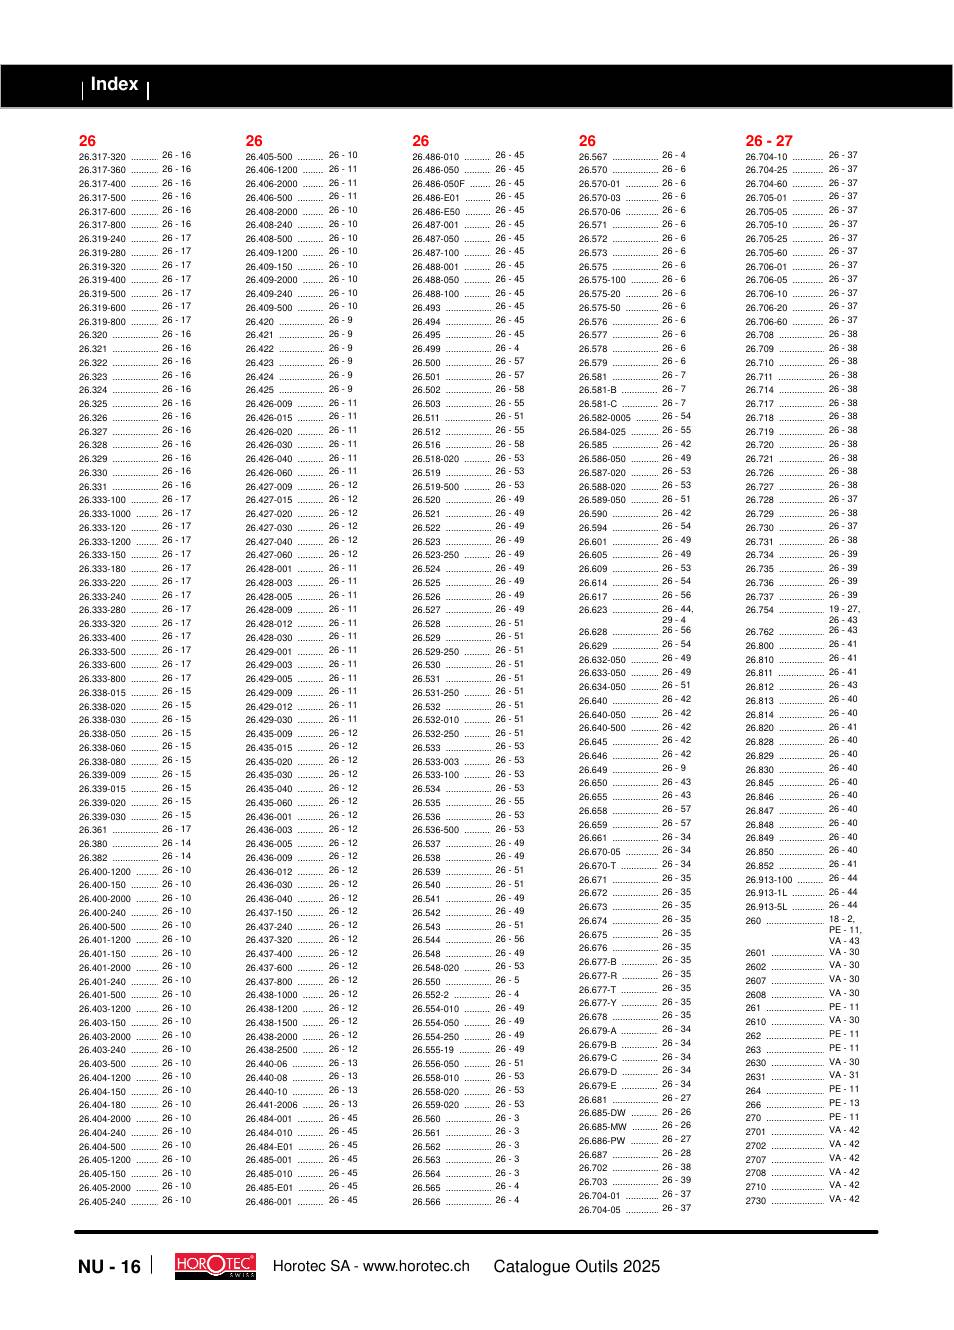 Index
26
26.317-320 .......... 26 - 16
26.317-360 .......... 26 - 16
26.317-400 .......... 26 - 16
26.317-500 .......... 26 - 16
26.317-600 .......... 26 - 16
26.317-800 .......... 26 - 16
26.319-240 .......... 26 - 17
26.319-280 .......... 26 - 17
26.319-320 .......... 26 - 17
26.319-400 .......... 26 - 17
26.319-500 .......... 26 - 17
26.319-600 .......... 26 - 17
26.319-800 .......... 26 - 17
26.320 ................. 26 - 16
26.321 ................. 26 - 16
26.322 ................. 26 - 16
26.323 ................. 26 - 16
26.324 ................. 26 - 16
26.325 ................. 26 - 16
26.326 ................. 26 - 16
26.327 ................. 26 - 16
26.328 ................. 26 - 16
26.329 ................. 26 - 16
26.330 ................. 26 - 16
26.331 ................. 26 - 16
26.333-100 .......... 26 - 17
26.333-1000 ........ 26 - 17
26.333-120 .......... 26 - 17
26.333-1200 ........ 26 - 17
26.333-150 .......... 26 - 17
26.333-180 .......... 26 - 17
26.333-220 .......... 26 - 17
26.333-240 .......... 26 - 17
26.333-280 .......... 26 - 17
26.333-320 .......... 26 - 17
26.333-400 .......... 26 - 17
26.333-500 .......... 26 - 17
26.333-600 .......... 26 - 17
26.333-800 .......... 26 - 17
26.338-015 .......... 26 - 15
26.338-020 .......... 26 - 15
26.338-030 .......... 26 - 15
26.338-050 .......... 26 - 15
26.338-060 .......... 26 - 15
26.338-080 .......... 26 - 15
26.339-009 .......... 26 - 15
26.339-015 .......... 26 - 15
26.339-020 .......... 26 - 15
26.339-030 .......... 26 - 15
26.361 ................. 26 - 17
26.380 ................. 26 - 14
26.382 ................. 26 - 14
26.400-1200 ........ 26 - 10
26.400-150 .......... 26 - 10
26.400-2000 ........ 26 - 10
26.400-240 .......... 26 - 10
26.400-500 .......... 26 - 10
26.401-1200 ........ 26 - 10
26.401-150 .......... 26 - 10
26.401-2000 ........ 26 - 10
26.401-240 .......... 26 - 10
26.401-500 .......... 26 - 10
26.403-1200 ........ 26 - 10
26.403-150 .......... 26 - 10
26.403-2000 ........ 26 - 10
26.403-240 .......... 26 - 10
26.403-500 .......... 26 - 10
26.404-1200 ........ 26 - 10
26.404-150 .......... 26 - 10
26.404-180 .......... 26 - 10
26.404-2000 ........ 26 - 10
26.404-240 .......... 26 - 10
26.404-500 .......... 26 - 10
26.405-1200 ........ 26 - 10
26.405-150 .......... 26 - 10
26.405-2000 ........ 26 - 10
26.405-240 .......... 26 - 10
26
26.405-500 .......... 26 - 10
26.406-1200 ........ 26 - 11
26.406-2000 ........ 26 - 11
26.406-500 .......... 26 - 11
26.408-2000 ........ 26 - 10
26.408-240 .......... 26 - 10
26.408-500 .......... 26 - 10
26.409-1200 ........ 26 - 10
26.409-150 .......... 26 - 10
26.409-2000 ........ 26 - 10
26.409-240 .......... 26 - 10
26.409-500 .......... 26 - 10
26.420 ................. 26 - 9
26.421 ................. 26 - 9
26.422 ................. 26 - 9
26.423 ................. 26 - 9
26.424 ................. 26 - 9
26.425 ................. 26 - 9
26.426-009 .......... 26 - 11
26.426-015 .......... 26 - 11
26.426-020 .......... 26 - 11
26.426-030 .......... 26 - 11
26.426-040 .......... 26 - 11
26.426-060 .......... 26 - 11
26.427-009 .......... 26 - 12
26.427-015 .......... 26 - 12
26.427-020 .......... 26 - 12
26.427-030 .......... 26 - 12
26.427-040 .......... 26 - 12
26.427-060 .......... 26 - 12
26.428-001 .......... 26 - 11
26.428-003 .......... 26 - 11
26.428-005 .......... 26 - 11
26.428-009 .......... 26 - 11
26.428-012 .......... 26 - 11
26.428-030 .......... 26 - 11
26.429-001 .......... 26 - 11
26.429-003 .......... 26 - 11
26.429-005 .......... 26 - 11
26.429-009 .......... 26 - 11
26.429-012 .......... 26 - 11
26.429-030 .......... 26 - 11
26.435-009 .......... 26 - 12
26.435-015 .......... 26 - 12
26.435-020 .......... 26 - 12
26.435-030 .......... 26 - 12
26.435-040 .......... 26 - 12
26.435-060 .......... 26 - 12
26.436-001 .......... 26 - 12
26.436-003 .......... 26 - 12
26.436-005 .......... 26 - 12
26.436-009 .......... 26 - 12
26.436-012 .......... 26 - 12
26.436-030 .......... 26 - 12
26.436-040 .......... 26 - 12
26.437-150 .......... 26 - 12
26.437-240 .......... 26 - 12
26.437-320 .......... 26 - 12
26.437-400 .......... 26 - 12
26.437-600 .......... 26 - 12
26.437-800 .......... 26 - 12
26.438-1000 ........ 26 - 12
26.438-1200 ........ 26 - 12
26.438-1500 ........ 26 - 12
26.438-2000 ........ 26 - 12
26.438-2500 ........ 26 - 12
26.440-06 ............ 26 - 13
26.440-08 ............ 26 - 13
26.440-10 ............ 26 - 13
26.441-2006 ........ 26 - 13
26.484-001 .......... 26 - 45
26.484-010 .......... 26 - 45
26.484-E01 .......... 26 - 45
26.485-001 .......... 26 - 45
26.485-010 .......... 26 - 45
26.485-E01 .......... 26 - 45
26.486-001 .......... 26 - 45
26
26.486-010 .......... 26 - 45
26.486-050 .......... 26 - 45
26.486-050F ........ 26 - 45
26.486-E01 .......... 26 - 45
26.486-E50 .......... 26 - 45
26.487-001 .......... 26 - 45
26.487-050 .......... 26 - 45
26.487-100 .......... 26 - 45
26.488-001 .......... 26 - 45
26.488-050 .......... 26 - 45
26.488-100 .......... 26 - 45
26.493 ................. 26 - 45
26.494 ................. 26 - 45
26.495 ................. 26 - 45
26.499 ................. 26 - 4
26.500 ................. 26 - 57
26.501 ................. 26 - 57
26.502 ................. 26 - 58
26.503 ................. 26 - 55
26.511 ................. 26 - 51
26.512 ................. 26 - 55
26.516 ................. 26 - 58
26.518-020 .......... 26 - 53
26.519 ................. 26 - 53
26.519-500 .......... 26 - 53
26.520 ................. 26 - 49
26.521 ................. 26 - 49
26.522 ................. 26 - 49
26.523 ................. 26 - 49
26.523-250 .......... 26 - 49
26.524 ................. 26 - 49
26.525 ................. 26 - 49
26.526 ................. 26 - 49
26.527 ................. 26 - 49
26.528 ................. 26 - 51
26.529 ................. 26 - 51
26.529-250 .......... 26 - 51
26.530 ................. 26 - 51
26.531 ................. 26 - 51
26.531-250 .......... 26 - 51
26.532 ................. 26 - 51
26.532-010 .......... 26 - 51
26.532-250 .......... 26 - 51
26.533 ................. 26 - 53
26.533-003 .......... 26 - 53
26.533-100 .......... 26 - 53
26.534 ................. 26 - 53
26.535 ................. 26 - 55
26.536 ................. 26 - 53
26.536-500 .......... 26 - 53
26.537 ................. 26 - 49
26.538 ................. 26 - 49
26.539 ................. 26 - 51
26.540 ................. 26 - 51
26.541 ................. 26 - 49
26.542 ................. 26 - 49
26.543 ................. 26 - 51
26.544 ................. 26 - 56
26.548 ................. 26 - 49
26.548-020 .......... 26 - 53
26.550 ................. 26 - 5
26.552-2 .............. 26 - 4
26.554-010 .......... 26 - 49
26.554-050 .......... 26 - 49
26.554-250 .......... 26 - 49
26.555-19 ............ 26 - 49
26.556-050 .......... 26 - 51
26.558-010 .......... 26 - 53
26.558-020 .......... 26 - 53
26.559-020 .......... 26 - 53
26.560 ................. 26 - 3
26.561 ................. 26 - 3
26.562 ................. 26 - 3
26.563 ................. 26 - 3
26.564 ................. 26 - 3
26.565 ................. 26 - 4
26.566 ................. 26 - 4
26
26.567 ................. 26 - 4
26.570 ................. 26 - 6
26.570-01 ............ 26 - 6
26.570-03 ............ 26 - 6
26.570-06 ............ 26 - 6
26.571 ................. 26 - 6
26.572 ................. 26 - 6
26.573 ................. 26 - 6
26.575 ................. 26 - 6
26.575-100 .......... 26 - 6
26.575-20 ............ 26 - 6
26.575-50 ............ 26 - 6
26.576 ................. 26 - 6
26.577 ................. 26 - 6
26.578 ................. 26 - 6
26.579 ................. 26 - 6
26.581 ................. 26 - 7
26.581-B ............. 26 - 7
26.581-C ............. 26 - 7
26.582-0005 ........ 26 - 54
26.584-025 .......... 26 - 55
26.585 ................. 26 - 42
26.586-050 .......... 26 - 49
26.587-020 .......... 26 - 53
26.588-020 .......... 26 - 53
26.589-050 .......... 26 - 51
26.590 ................. 26 - 42
26.594 ................. 26 - 54
26.601 ................. 26 - 49
26.605 ................. 26 - 49
26.609 ................. 26 - 53
26.614 ................. 26 - 54
26.617 ................. 26 - 56
26.623 ................. 26 - 44,
29 - 4
26.628 ................. 26 - 56
26.629 ................. 26 - 54
26.632-050 .......... 26 - 49
26.633-050 .......... 26 - 49
26.634-050 .......... 26 - 51
26.640 ................. 26 - 42
26.640-050 .......... 26 - 42
26.640-500 .......... 26 - 42
26.645 ................. 26 - 42
26.646 ................. 26 - 42
26.649 ................. 26 - 9
26.650 ................. 26 - 43
26.655 ................. 26 - 43
26.658 ................. 26 - 57
26.659 ................. 26 - 57
26.661 ................. 26 - 34
26.670-05 ............ 26 - 34
26.670-T ............. 26 - 34
26.671 ................. 26 - 35
26.672 ................. 26 - 35
26.673 ................. 26 - 35
26.674 ................. 26 - 35
26.675 ................. 26 - 35
26.676 ................. 26 - 35
26.677-B ............. 26 - 35
26.677-R ............. 26 - 35
26.677-T ............. 26 - 35
26.677-Y ............. 26 - 35
26.678 ................. 26 - 35
26.679-A ............. 26 - 34
26.679-B ............. 26 - 34
26.679-C ............. 26 - 34
26.679-D ............. 26 - 34
26.679-E ............. 26 - 34
26.681 ................. 26 - 27
26.685-DW .......... 26 - 26
26.685-MW ......... 26 - 26
26.686-PW .......... 26 - 27
26.687 ................. 26 - 28
26.702 ................. 26 - 38
26.703 ................. 26 - 39
26.704-01 ............ 26 - 37
26.704-05 ............ 26 - 37
26 - 27
26.704-10 ............ 26 - 37
26.704-25 ............ 26 - 37
26.704-60 ............ 26 - 37
26.705-01 ............ 26 - 37
26.705-05 ............ 26 - 37
26.705-10 ............ 26 - 37
26.705-25 ............ 26 - 37
26.705-60 ............ 26 - 37
26.706-01 ............ 26 - 37
26.706-05 ............ 26 - 37
26.706-10 ............ 26 - 37
26.706-20 ............ 26 - 37
26.706-60 ............ 26 - 37
26.708 ................. 26 - 38
26.709 ................. 26 - 38
26.710 ................. 26 - 38
26.711 ................. 26 - 38
26.714 ................. 26 - 38
26.717 ................. 26 - 38
26.718 ................. 26 - 38
26.719 ................. 26 - 38
26.720 ................. 26 - 38
26.721 ................. 26 - 38
26.726 ................. 26 - 38
26.727 ................. 26 - 38
26.728 ................. 26 - 37
26.729 ................. 26 - 38
26.730 ................. 26 - 37
26.731 ................. 26 - 38
26.734 ................. 26 - 39
26.735 ................. 26 - 39
26.736 ................. 26 - 39
26.737 ................. 26 - 39
26.754 ................. 19 - 27,
26 - 43
26.762 ................. 26 - 43
26.800 ................. 26 - 41
26.810 ................. 26 - 41
26.811 ................. 26 - 41
26.812 ................. 26 - 43
26.813 ................. 26 - 40
26.814 ................. 26 - 40
26.820 ................. 26 - 41
26.828 ................. 26 - 40
26.829 ................. 26 - 40
26.830 ................. 26 - 40
26.845 ................. 26 - 40
26.846 ................. 26 - 40
26.847 ................. 26 - 40
26.848 ................. 26 - 40
26.849 ................. 26 - 40
26.850 ................. 26 - 40
26.852 ................. 26 - 41
26.913-100 .......... 26 - 44
26.913-1L ............ 26 - 44
26.913-5L ............ 26 - 44
260 ...................... 18 - 2,
PE - 11,
VA - 43
2601 .................... VA - 30
2602 .................... VA - 30
2607 .................... VA - 30
2608 .................... VA - 30
261 ...................... PE - 11
2610 .................... VA - 30
262 ...................... PE - 11
263 ...................... PE - 11
2630 .................... VA - 30
2631 .................... VA - 31
264 ...................... PE - 11
266 ...................... PE - 13
270 ...................... PE - 11
2701 .................... VA - 42
2702 .................... VA - 42
2707 .................... VA - 42
2708 .................... VA - 42
2710 .................... VA - 42
2730 .................... VA - 42
NU - 16
HOROTEC
SWISS
Horotec SA - www.horotec.ch
Catalogue Outils 2025